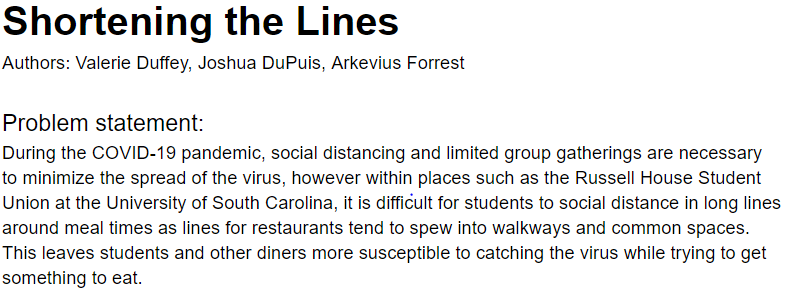 Shortening the Lines
Authors: Valerie Duffey, Joshua DuPuis, Arkevius Forrest
Problem statement:
During the COVID-19 pandemic, social distancing and limited group gatherings are necessary
to minimize the spread of the virus, however within places such as the Russell House Student
Union at the University of South Carolina, it is difficult for students to social distance in long lines
around meal times as lines for restaurants tend to spew into walkways and common spaces.
This leaves students and other diners more susceptible to catching the virus while trying to get
something to eat.